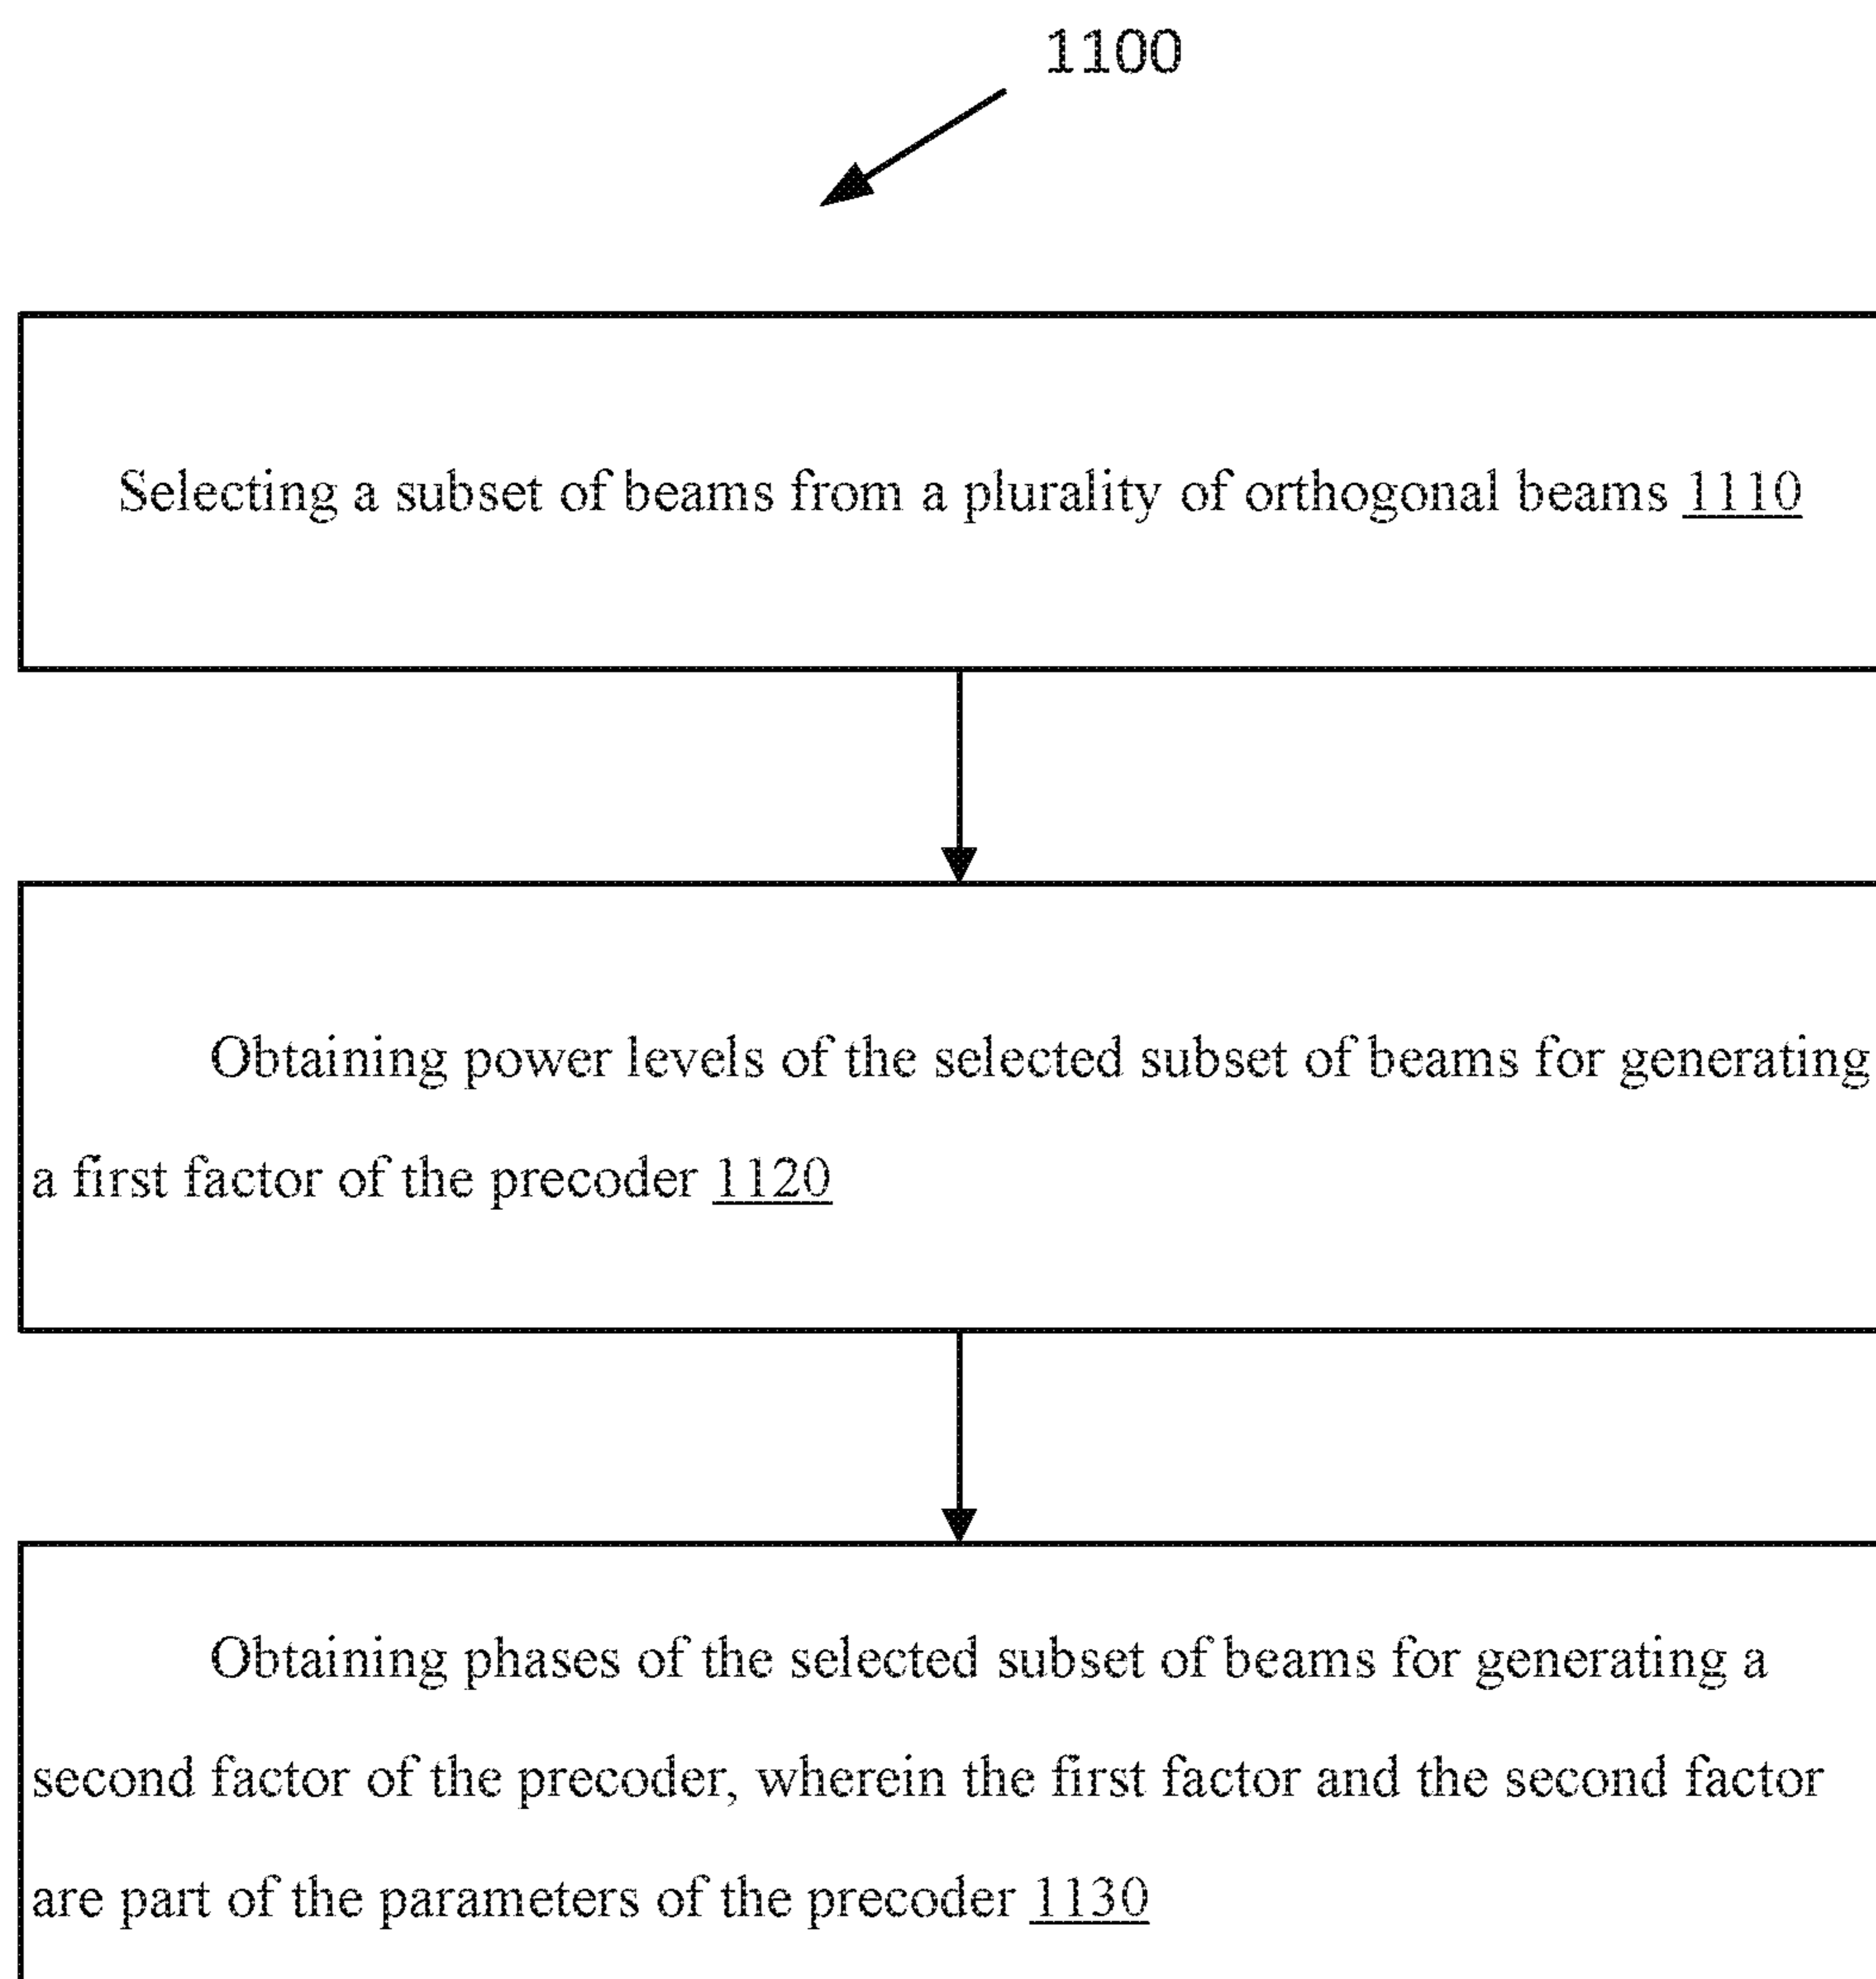 1100
Selecting a subset of beams from a plurality of orthogonal beams 1110
Obtaining power levels of the selected subset of beams for generating
a first factor of the precoder 1120
Obtaining phases of the selected subset of beams for generating a
second factor of the precoder, wherein the first factor and the second factor
are part of the parameters of the precoder 1130